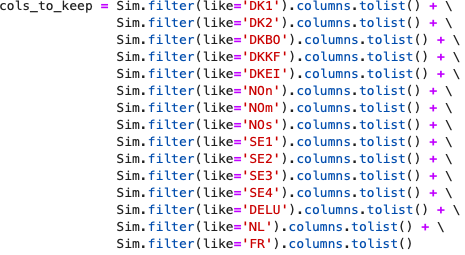 cols_to_keep = Sim.filter(like='DK1').columns.tolist() + \
Sim.filter(like='DK2').columns.tolist() + \
Sim.filter(like='DKBO').columns.tolist() + \
Sim.filter(like='DKKF').columns.tolist() + \
Sim.filter(like='DKEI').columns.tolist() + \
Sim.filter(like='NOn').columns.tolist() + \
Sim.filter(like='NOm').columns.tolist() + \
Sim.filter(like='NOs').columns.tolist() + \
Sim.filter(like='SE1').columns.tolist() + \
Sim.filter(like='SE2').columns.tolist() + \
Sim.filter(like='SE3').columns.tolist() + \
Sim.filter(like='SE4').columns.tolist() + \
Sim.filter(like='DELU').columns.tolist() + \
Sim.filter(like='NL').columns.tolist() + \
Sim.filter(like='FR').columns.tolist()